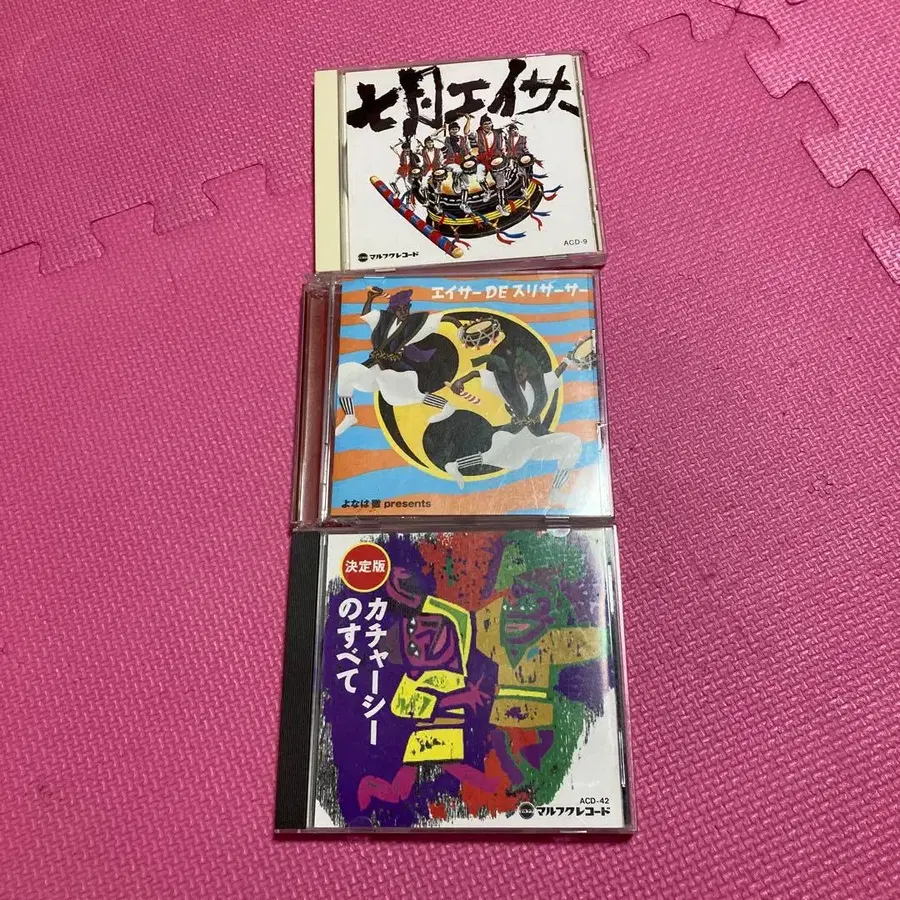 七月エイサー
マルフクレコード
ACD-9
エイサー DE スリサーサー
よなは徹 presents
決定版
カチャーシー
のすべて
ACD-42
マルフクレコード